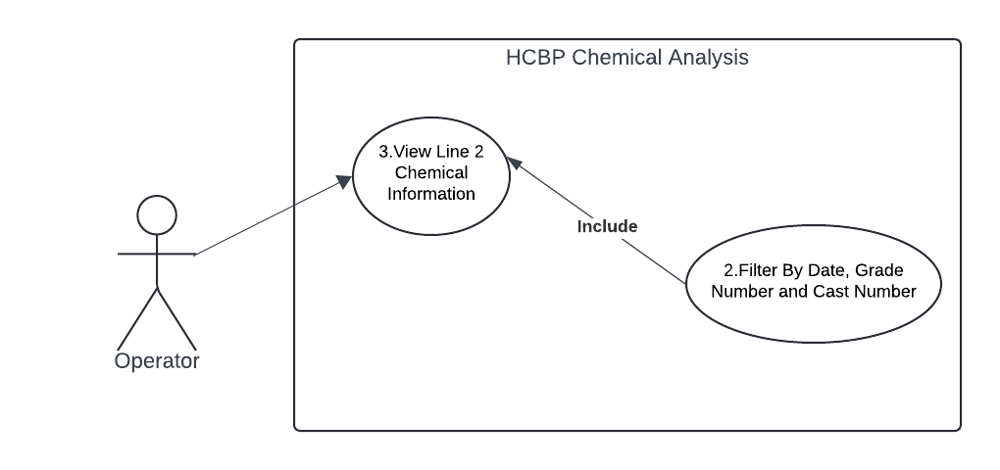 HCBP Chemical Analysis
3.View Line 2
Chemical
Information
Include
2.Filter By Date, Grade
Number and Cast Number
Operator